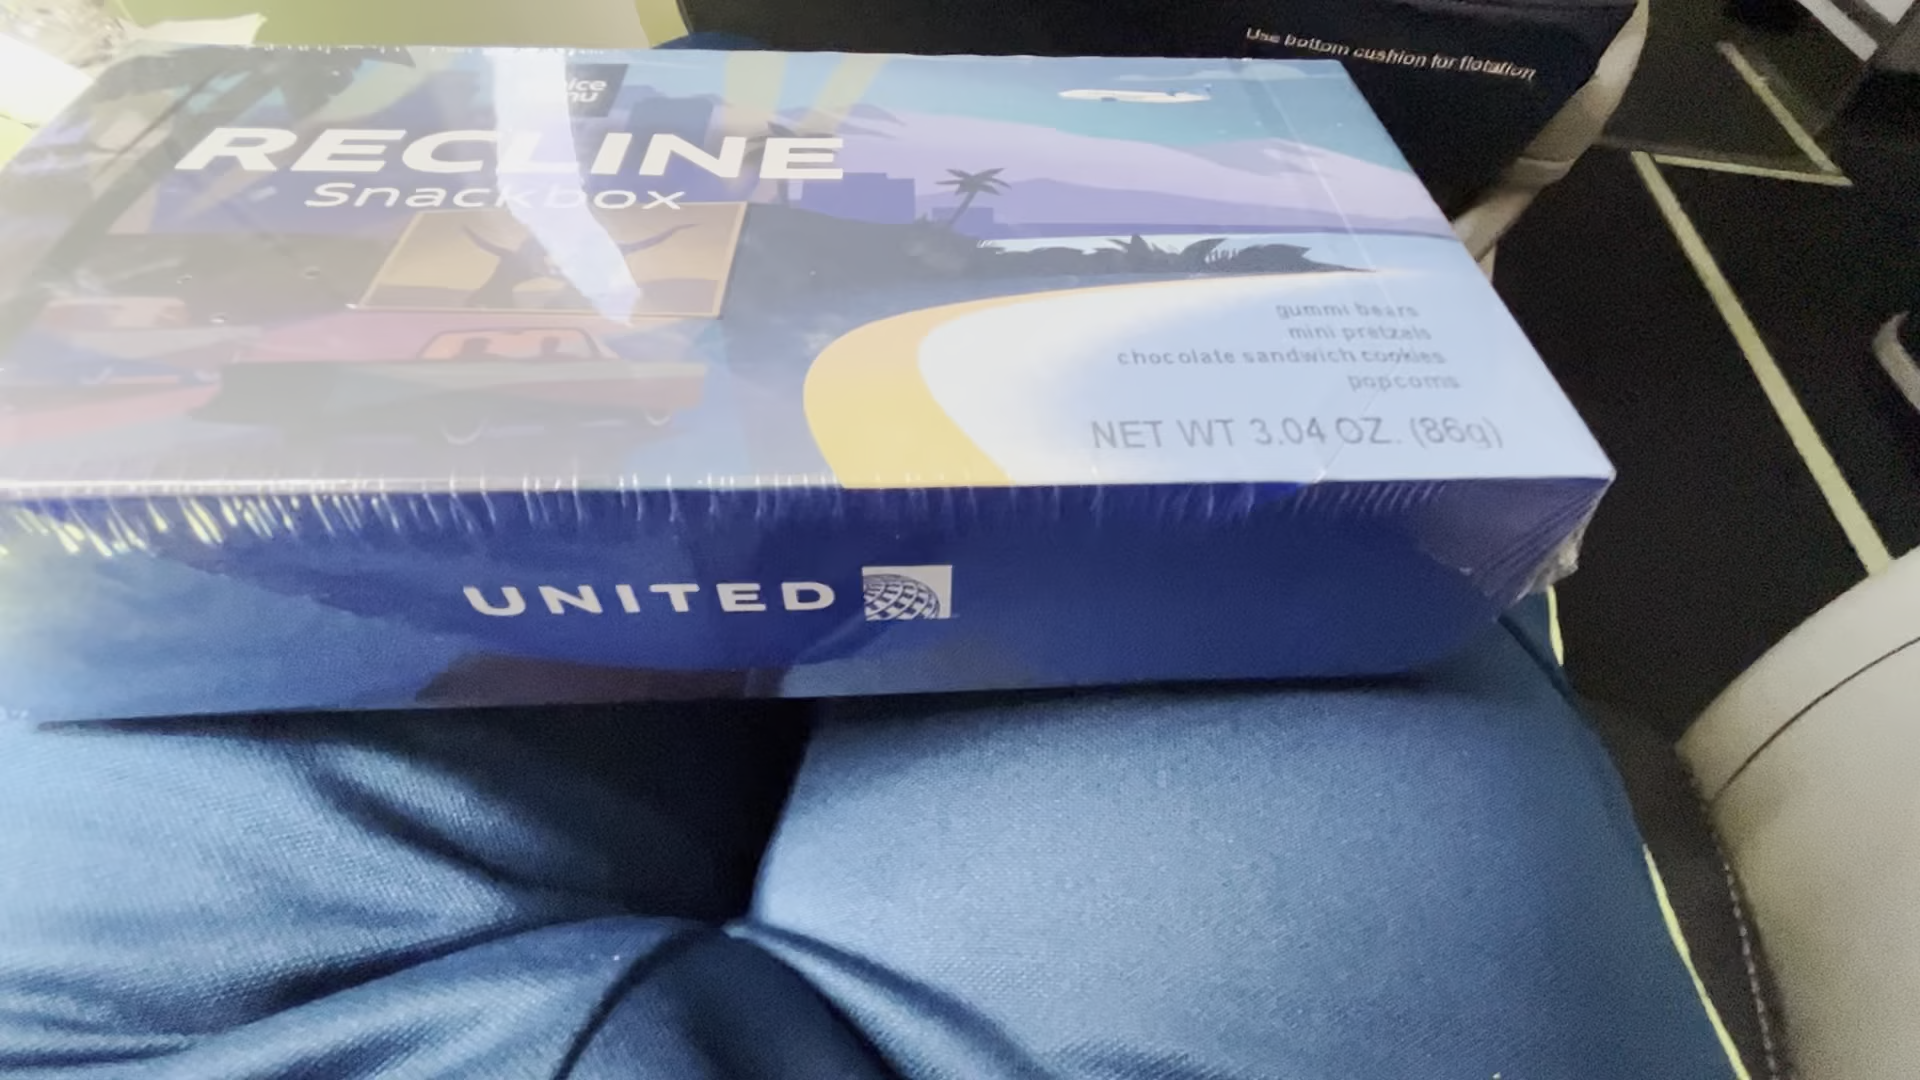 Use bottom cushion for flotation
RECLINE
Snackbox
gummi bears
mini pretzels
chocolate sandwich cookies
popcorns
NET WT 3.04 OZ. (86g)
UNITED